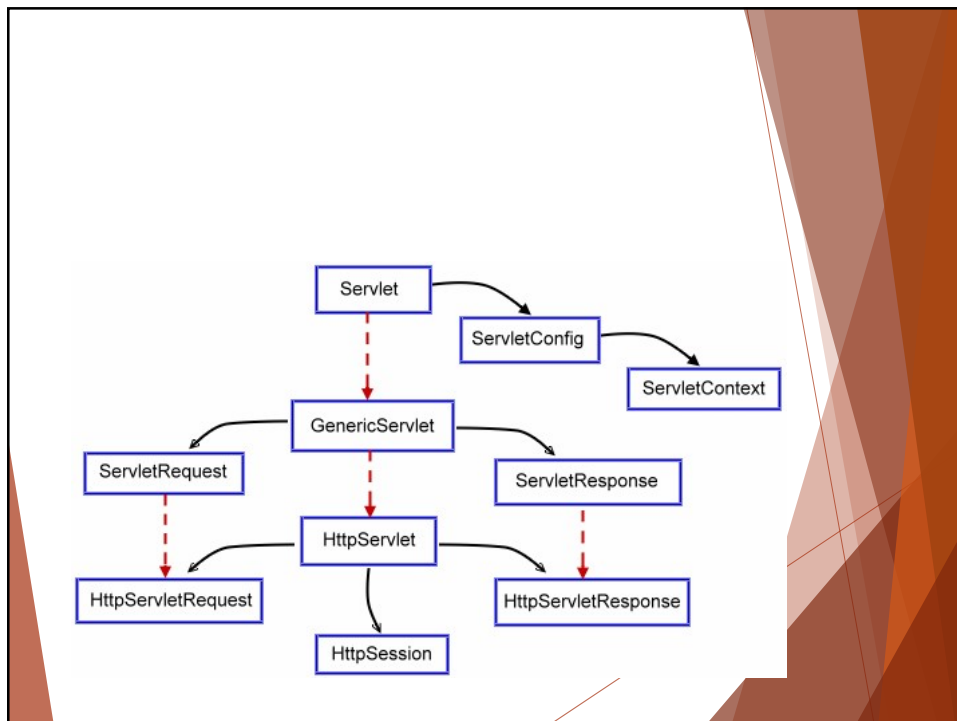 Servlet
ServletConfig
ServletContext
GenericServlet
ServletRequest
ServletResponse
HttpServlet
HttpServletRequest
HttpServletResponse
HttpSession